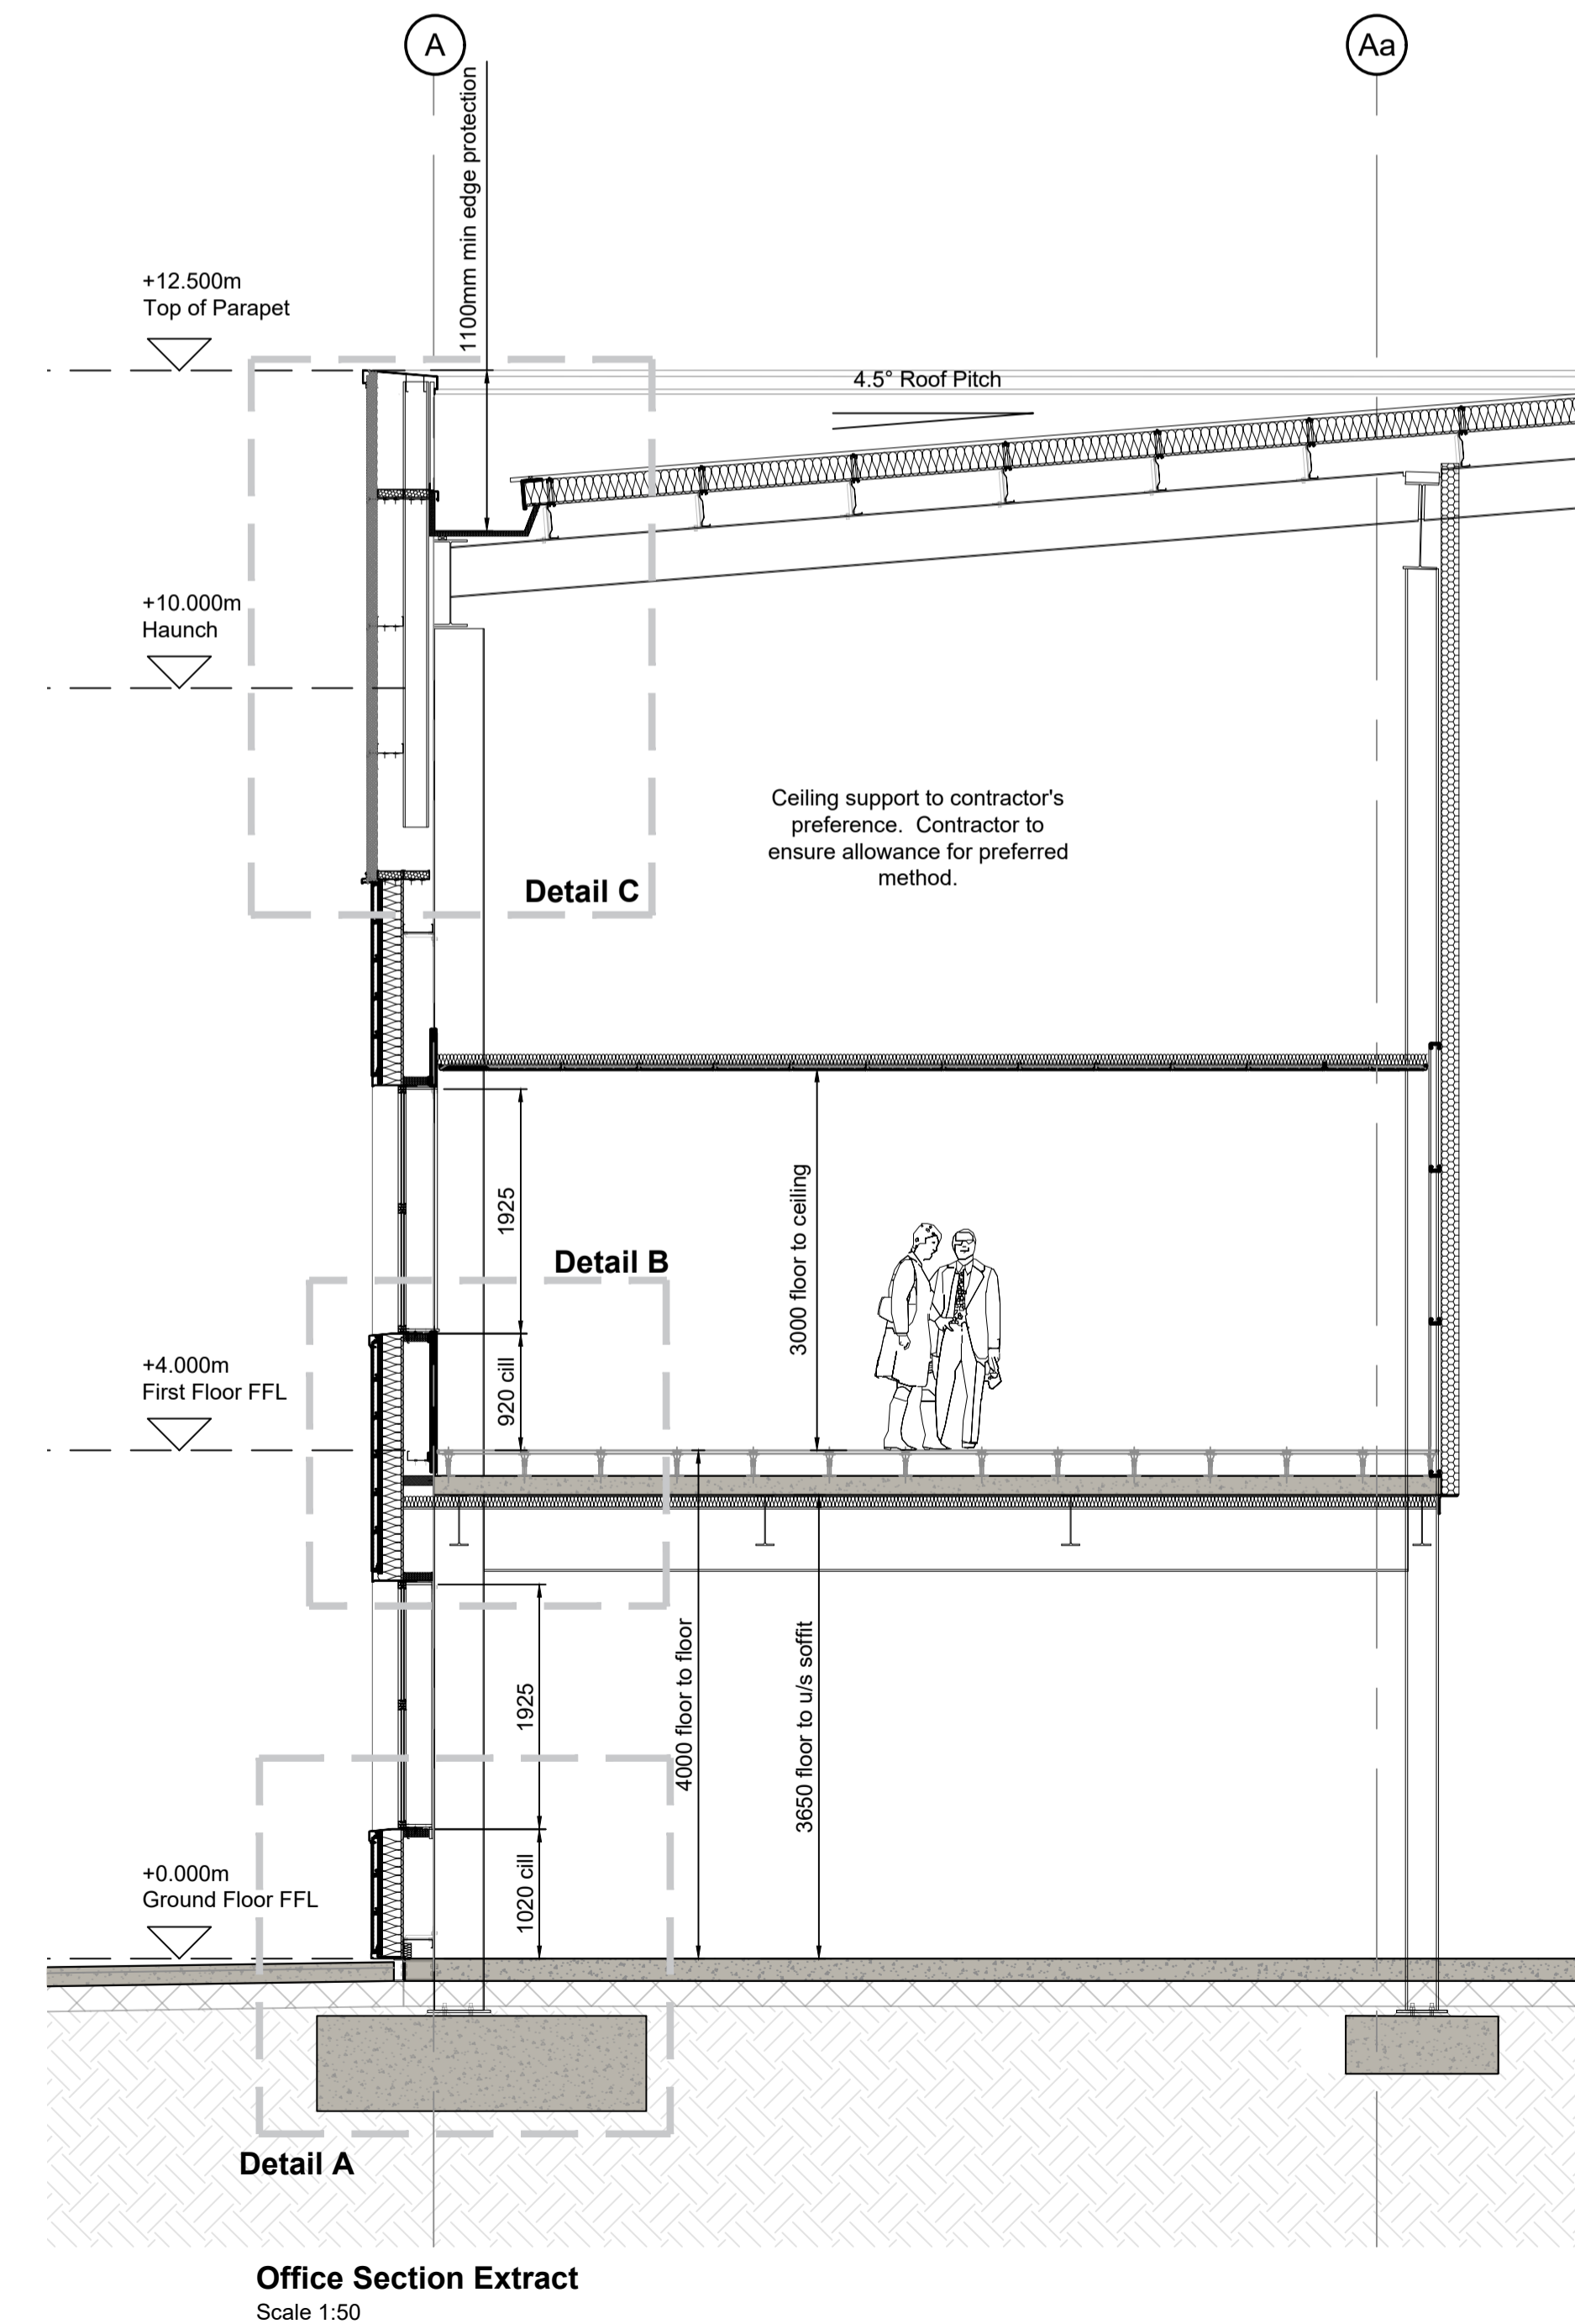 A
Aa
1100mm min edge protection
+12.500m
Top of Parapet
4.5° Roof Pitch
+10.000m
Haunch
Ceiling support to contractor's
preference. Contractor to
ensure allowance for preferred
method.
Detail C
1925
3000 floor to ceiling
Detail B
920 cill
+4.000m
First Floor FFL
1925
4000 floor to floor
3650 floor to u/s soffit
+0.000m
Ground Floor FFL
1020 cill
Detail A
Office Section Extract
Scale 1:50